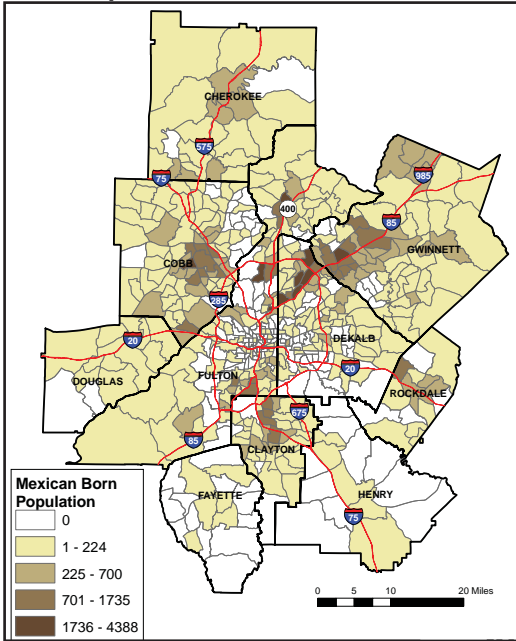 CHEROKEE
575
75
985
400
85
GWINNETT
COBB
285
20
DEKALB
DOUGLAS
FULTON
20
ROCKDALE
675
85
CLAYTON
FAYETTE
HENRY
75
Mexican Born
Population
0
1 - 224
225 - 700
701 - 1735
1736 - 4388
0 5 10 20 Miles